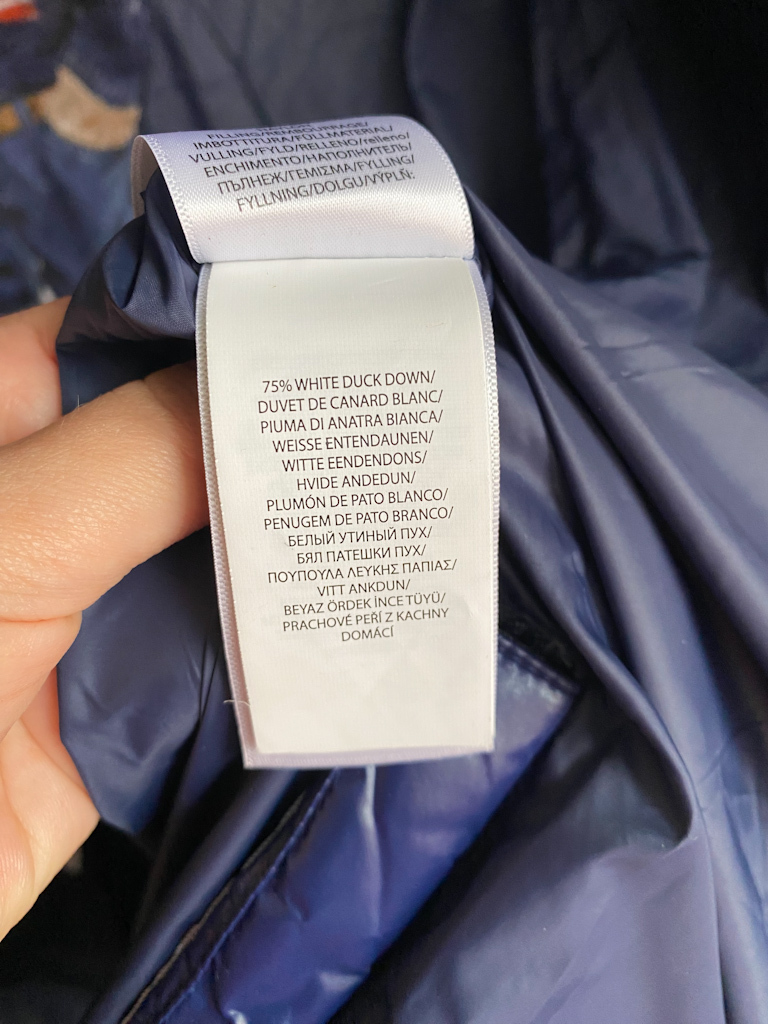 FILLING/REMBOURRAGE/
IMBOTTITURA/FÜLLMATERIAL/
VULLING/FYLD/RELLENO/relleno/
ENCHIMENTO/НАПОЛНИТЕЛЬ/
ПЪЛНЕЖ/ΓΕΜΙΣΜΑ/FYLLING/
FYLLNING/DOLGU/VÝPLŇ:
75% WHITE DUCK DOWN/
DUVET DE CANARD BLANC/
PIUMA DI ANATRA BIANCA/
WEISSE ENTENDAUNEN/
WITTE EENDENDONS/
HVIDE ANDEDUN/
PLUMÓN DE PATO BLANCO/
PENUGEM DE PATO BRANCO/
БЕЛЫЙ УТИНЫЙ ПУХ/
БЯЛ ПАТЕШКИ ПУХ/
ΠΟΥΠΟΥΛΑ ΛΕΥΚΗΣ ΠΑΠΙΑΣ/
VITT ANKDUN/
BEYAZ ÖRDEK İNCE TÜYÜ/
PRACHOVÉ PEŘÍ Z KACHNY
DOMÁCÍ